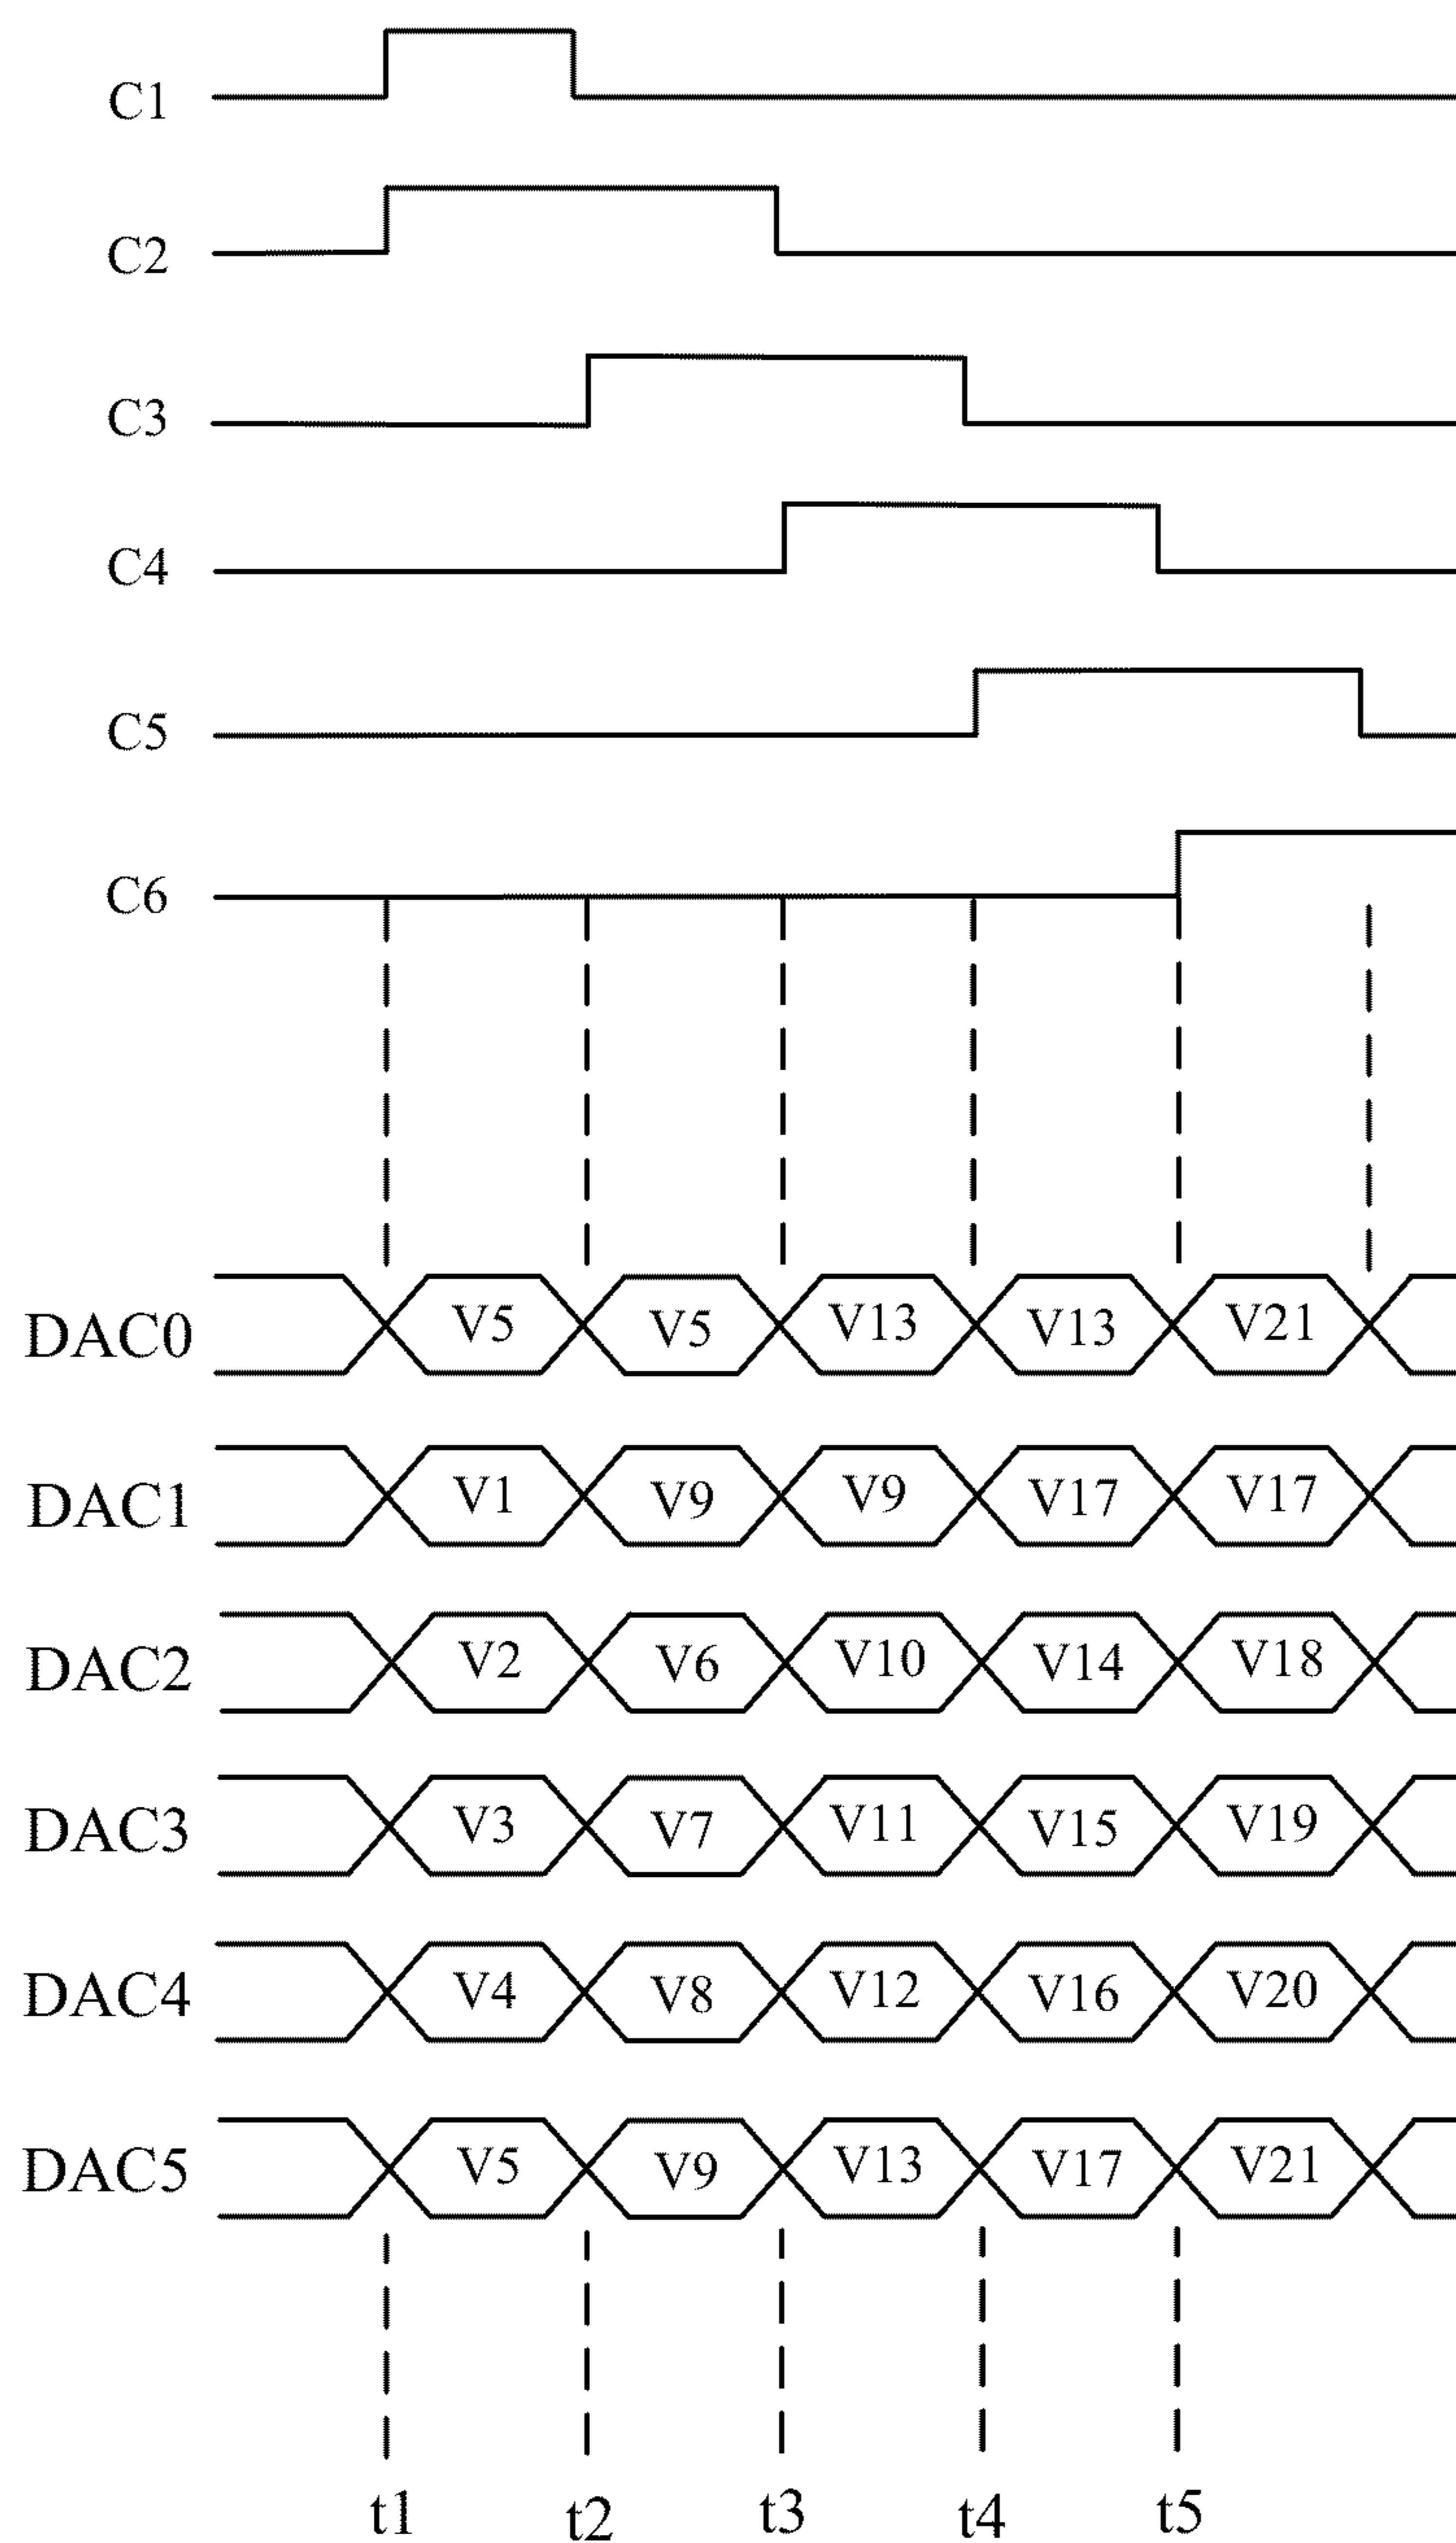 C1
C2
C3
C4
C5
C6
DAC0 V5 V5 V13 V13 V21
DAC1 V1 V9 V9 V17 V17
DAC2 V2 V6 V10 V14 V18
DAC3 V3 V7 V11 V15 V19
DAC4 V4 V8 V12 V16 V20
DAC5 V5 V9 V13 V17 V21
t1 t2 t3 t4 t5